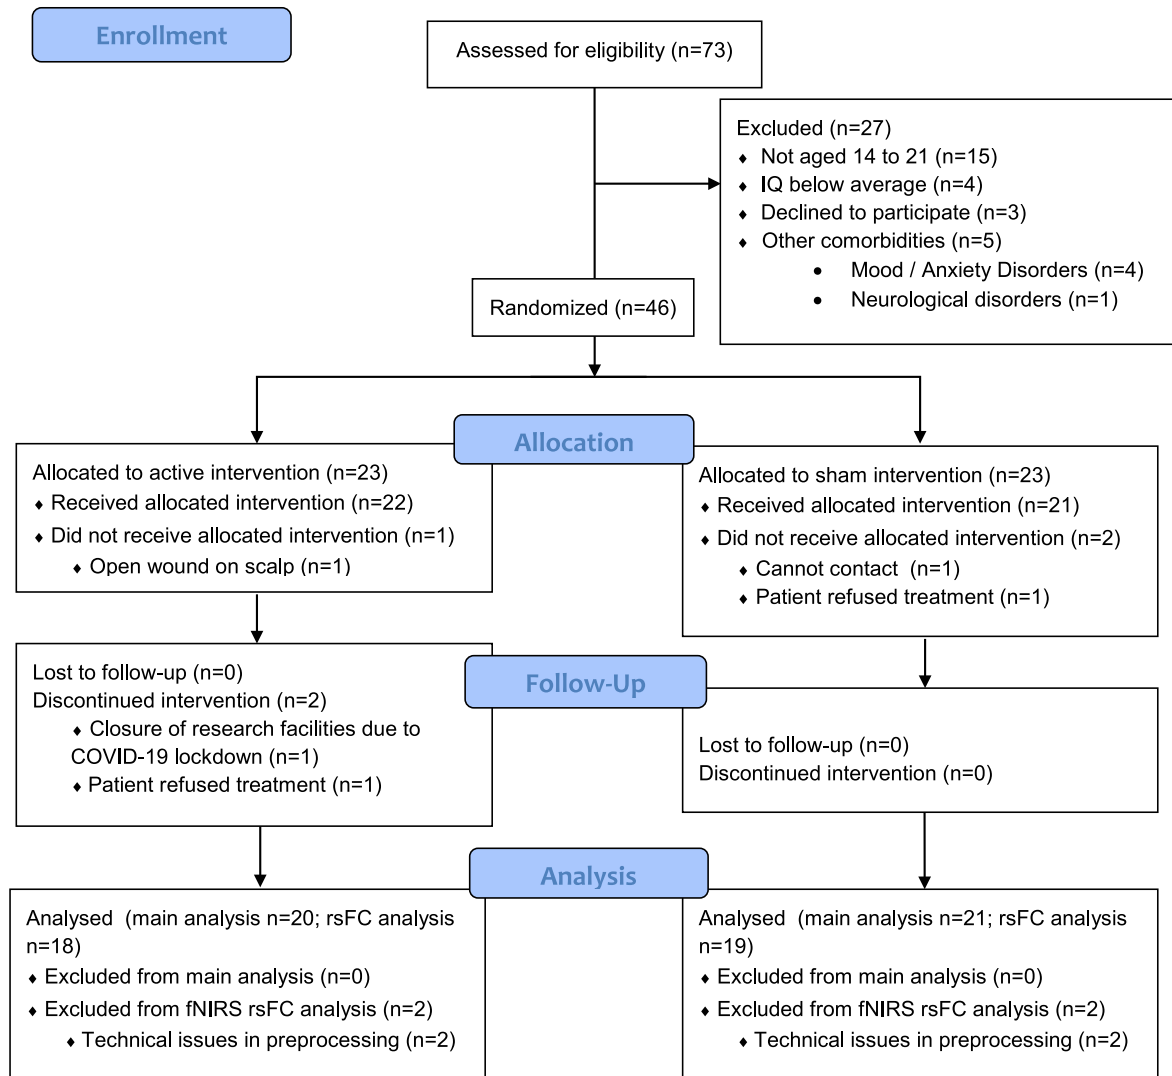 Enrollment
Assessed for eligibility (n=73)
Excluded (n=27)
♦ Not aged 14 to 21 (n=15)
♦ IQ below average (n=4)
♦ Declined to participate (n=3)
♦ Other comorbidities (n=5)
• Mood / Anxiety Disorders (n=4)
• Neurological disorders (n=1)
Randomized (n=46)
Allocation
Allocated to active intervention (n=23)
♦ Received allocated intervention (n=22)
♦ Did not receive allocated intervention (n=1)
♦ Open wound on scalp (n=1)
Allocated to sham intervention (n=23)
♦ Received allocated intervention (n=21)
♦ Did not receive allocated intervention (n=2)
♦ Cannot contact (n=1)
♦ Patient refused treatment (n=1)
Follow-Up
Lost to follow-up (n=0)
Discontinued intervention (n=2)
♦ Closure of research facilities due to
COVID-19 lockdown (n=1)
♦ Patient refused treatment (n=1)
Lost to follow-up (n=0)
Discontinued intervention (n=0)
Analysis
Analysed (main analysis n=20; rsFC analysis
n=18)
♦ Excluded from main analysis (n=0)
♦ Excluded from fNIRS rsFC analysis (n=2)
♦ Technical issues in preprocessing (n=2)
Analysed (main analysis n=21; rsFC analysis
n=19)
♦ Excluded from main analysis (n=0)
♦ Excluded from fNIRS rsFC analysis (n=2)
♦ Technical issues in preprocessing (n=2)